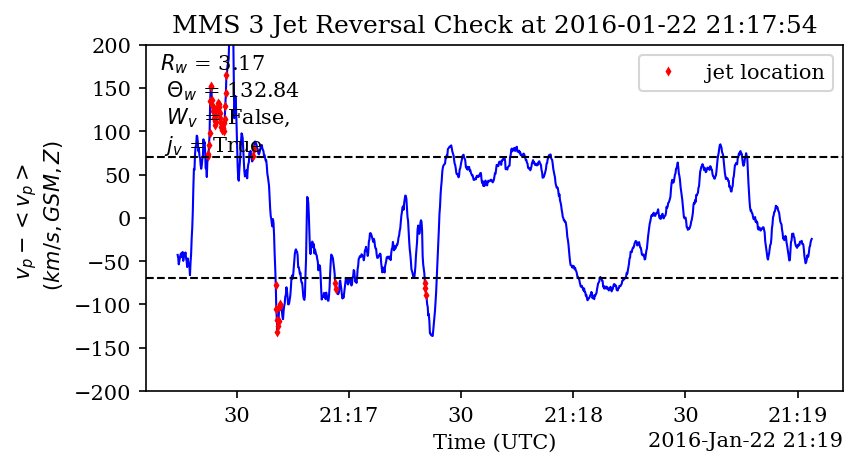 MMS 3 Jet Reversal Check at 2016-01-22 21:17:54
R_w = 3.17
Θ_w = 132.84
W_v = False,
j_v = True
jet location
v_p − < v_p >
(km/s, GSM, Z)
200
150
100
50
0
−50
−100
−150
−200
30
21:17
30
21:18
30
21:19
Time (UTC)
2016-Jan-22 21:19